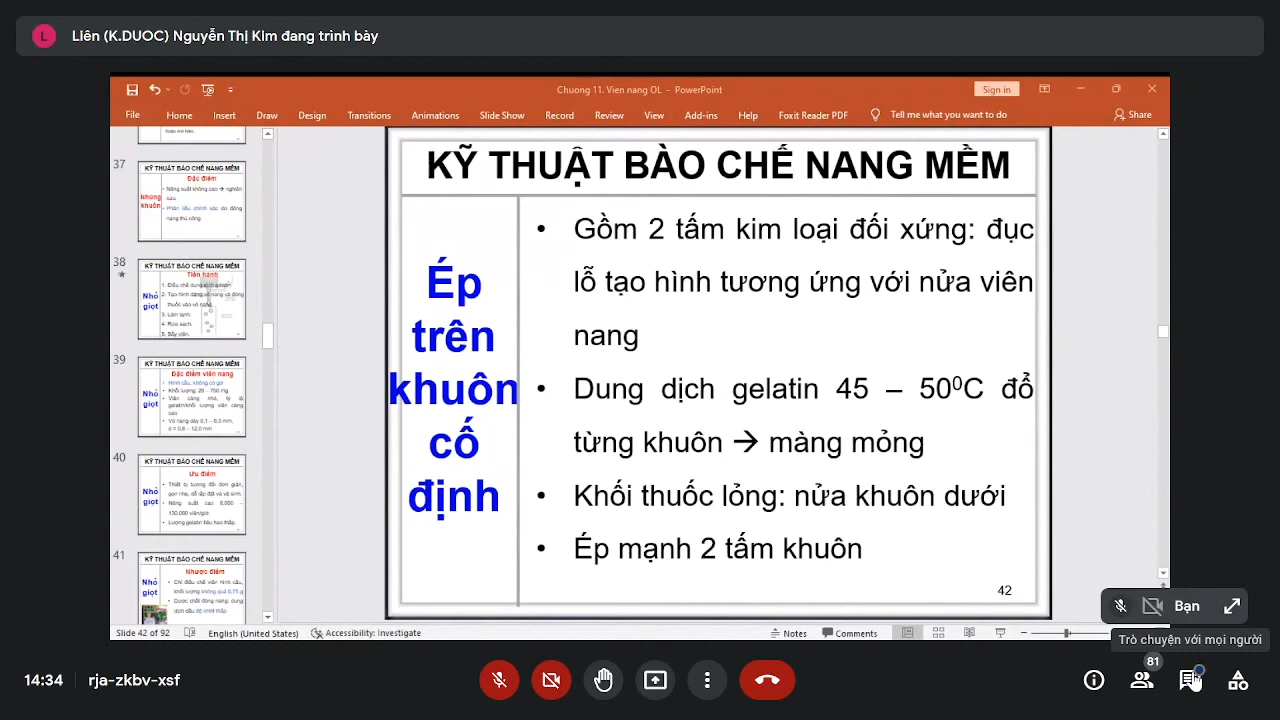 L Liên (K.DUOC) Nguyễn Thị Kim đang trình bày
Chuong 11. Vien nang OL - PowerPoint
Sign in
File Home Insert Draw Design Transitions Animations Slide Show Record Review View Add-ins Help Foxit Reader PDF Tell me what you want to do Share
37
KỸ THUẬT BÀO CHẾ NANG MỀM
Đặc điểm
Nhúng khuôn
• Năng suất không cao → nghiên
cứu
• Phân liều chính xác do đóng
nang thủ công
38
KỸ THUẬT BÀO CHẾ NANG MỀM
Tiến hành
Nhỏ giọt
1. Điều chế dung dịch gelatin
2. Tạo hình dạng vỏ nang và đóng
thuốc vào vỏ nang
3. Làm lạnh.
4. Rửa sạch.
5. Sấy viên.
39
KỸ THUẬT BÀO CHẾ NANG MỀM
Đặc điểm viên nang
Nhỏ giọt
• Hình cầu, không có gờ
• Khối lượng: 20 – 750 mg
• Viên càng nhỏ, tỷ lệ
gelatin/khối lượng viên càng
cao
• Vỏ nang dày 0,1 – 0,5 mm,
40
KỸ THUẬT BÀO CHẾ NANG MỀM
Ưu điểm
Nhỏ giọt
• Thiết bị tương đối đơn giản,
gọn nhẹ, dễ lắp đặt và vệ sinh.
• Năng suất cao 6.000 –
130.000 viên/giờ.
• Lượng gelatin tiêu hao thấp.
41
KỸ THUẬT BÀO CHẾ NANG MỀM
Nhược điểm
Nhỏ giọt
• Chỉ điều chế viên hình cầu,
khối lượng không quá 0,75 g
• Dược chất đóng nang: dung
dịch dầu độ nhớt thấp
KỸ THUẬT BÀO CHẾ NANG MỀM
Ép
trên
khuôn
cố
định
• Gồm 2 tấm kim loại đối xứng: đục
lỗ tạo hình tương ứng với nửa viên
nang
• Dung dịch gelatin 45 – 50⁰C đổ
từng khuôn → màng mỏng
• Khối thuốc lỏng: nửa khuôn dưới
• Ép mạnh 2 tấm khuôn
42
Slide 42 of 92 English (United States) Accessibility: Investigate Notes Comments
Bạn
Trò chuyện với mọi người
14:34 | rja-zkbv-xsf
81